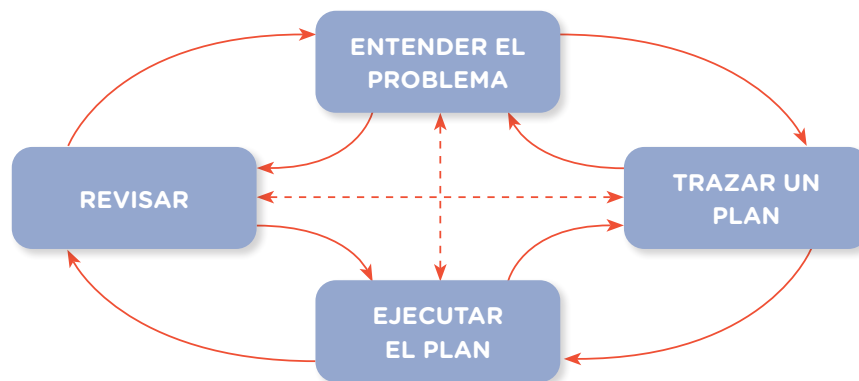 ENTENDER EL
PROBLEMA
REVISAR
TRAZAR UN
PLAN
EJECUTAR
EL PLAN